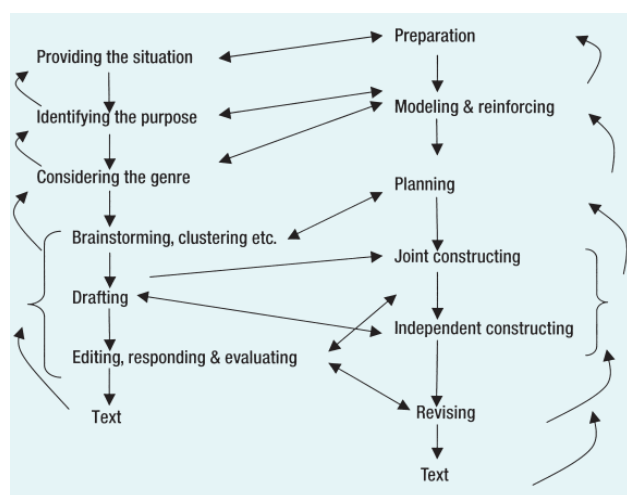 Providing the situation
Identifying the purpose
Considering the genre
Brainstorming, clustering etc.
Drafting
Editing, responding & evaluating
Text
Preparation
Modeling & reinforcing
Planning
Joint constructing
Independent constructing
Revising
Text